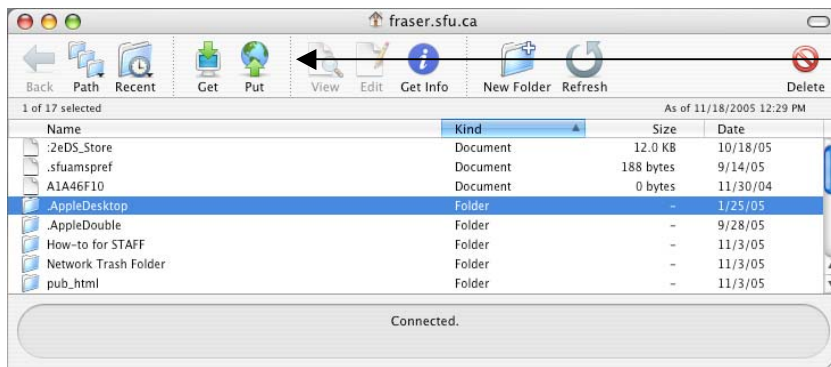 fraser.sfu.ca
Back Path Recent Get Put View Edit Get Info New Folder Refresh Delete
1 of 17 selected As of 11/18/2005 12:29 PM
Name Kind Size Date
:2eDS_Store Document 12.0 KB 10/18/05
.sfuamspref Document 188 bytes 9/14/05
A1A46F10 Document 0 bytes 11/30/04
.AppleDesktop Folder - 1/25/05
.AppleDouble Folder - 9/28/05
How-to for STAFF Folder - 11/3/05
Network Trash Folder Folder - 11/3/05
pub_html Folder - 11/3/05
Connected.